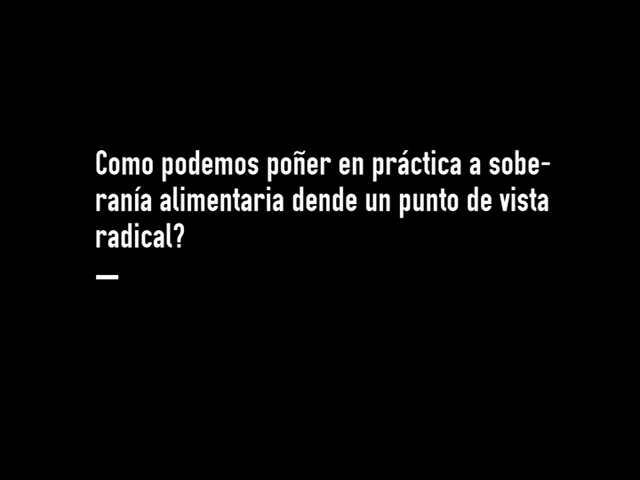 Como podemos poñer en práctica a sobe-
ranía alimentaria dende un punto de vista
radical?